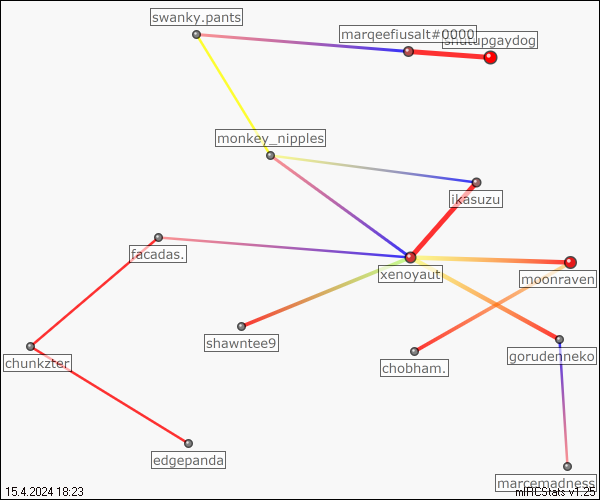 swanky.pants
marqeefiusalt#0000
shutupgaydog
monkey_nipples
ikasuzu
facadas.
xenoyaut
moonraven
shawntee9
gorudenneko
chunkzter
chobham.
edgepanda
marcemadness
15.4.2024 18:23
mIRCStats v1.25